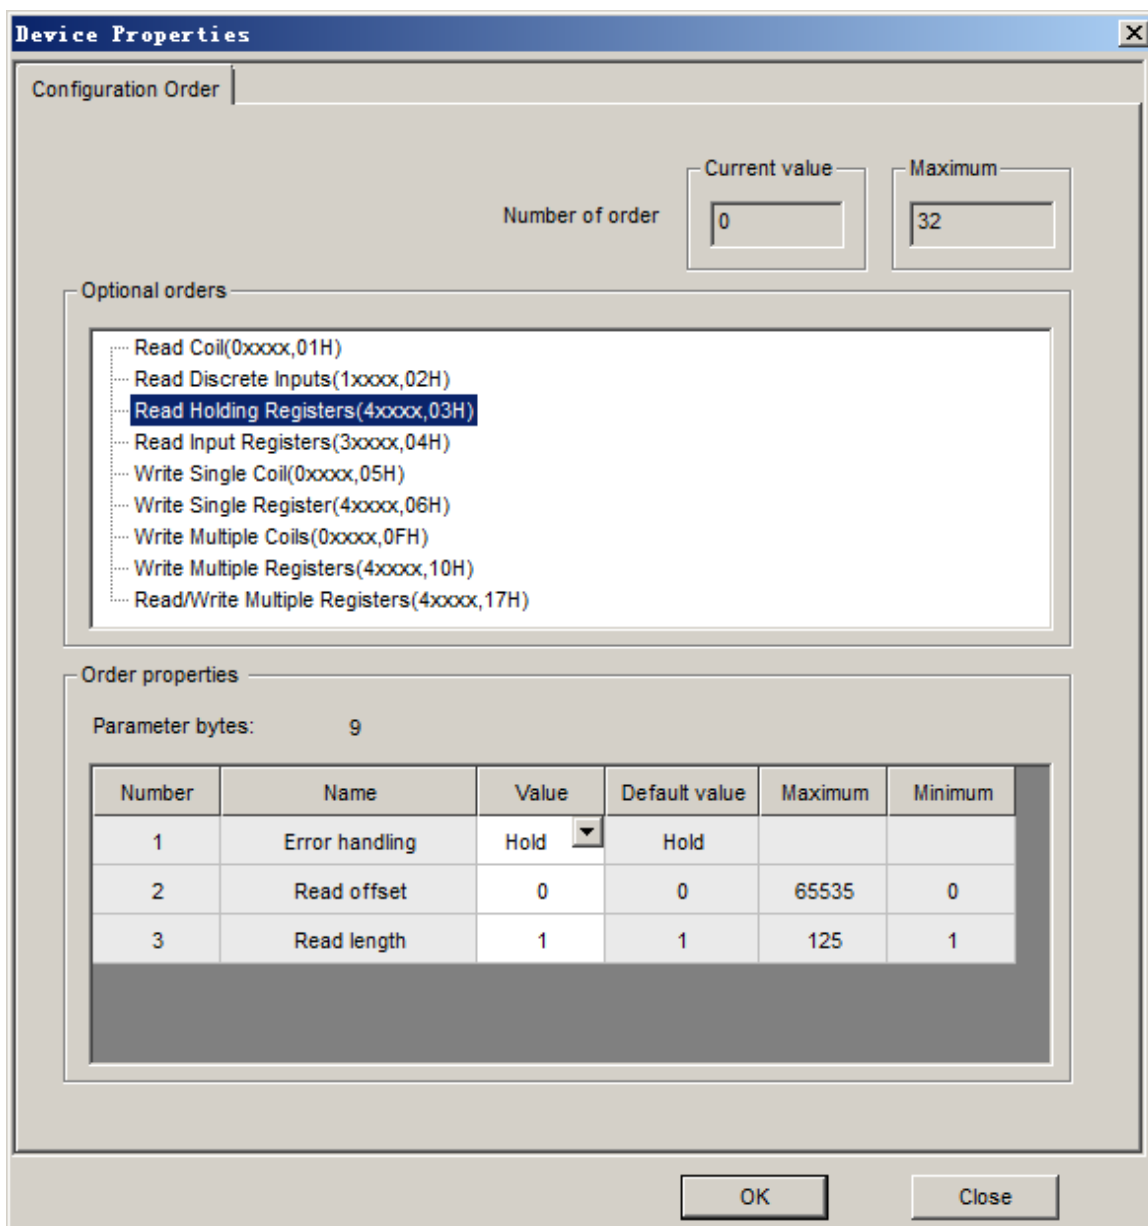 Device Properties
Configuration Order
Current value
Maximum
Number of order
0
32
Optional orders
Read Coil(0xxxx,01H)
Read Discrete Inputs(1xxxx,02H)
Read Holding Registers(4xxxx,03H)
Read Input Registers(3xxxx,04H)
Write Single Coil(0xxxx,05H)
Write Single Register(4xxxx,06H)
Write Multiple Coils(0xxxx,0FH)
Write Multiple Registers(4xxxx,10H)
Read/Write Multiple Registers(4xxxx,17H)
Order properties
Parameter bytes: 9
Number Name Value Default value Maximum Minimum
1 Error handling Hold Hold
2 Read offset 0 0 65535 0
3 Read length 1 1 125 1
OK Close